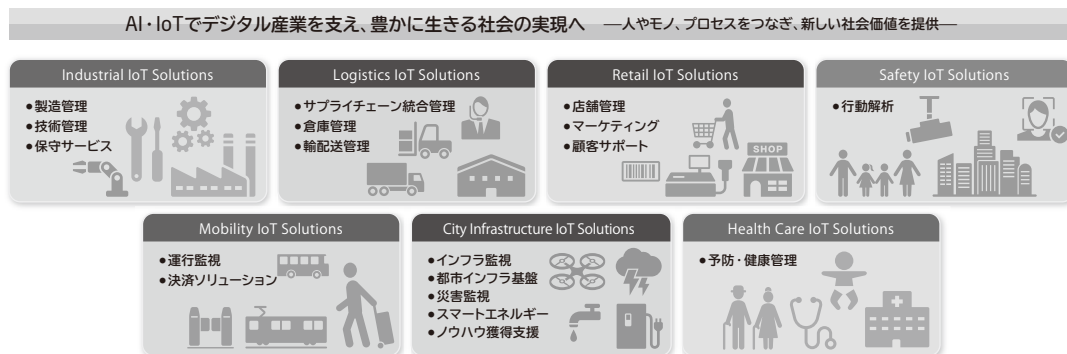 AI・IoTでデジタル産業を支え、豊かに生きる社会の実現へ ―人やモノ、プロセスをつなぎ、新しい社会価値を提供―
Industrial IoT Solutions
●製造管理
●技術管理
●保守サービス
Logistics IoT Solutions
●サプライチェーン統合管理
●倉庫管理
●輸配送管理
Retail IoT Solutions
●店舗管理
●マーケティング
●顧客サポート
SHOP
Safety IoT Solutions
●行動解析
Mobility IoT Solutions
●運行監視
●決済ソリューション
City Infrastructure IoT Solutions
●インフラ監視
●都市インフラ基盤
●災害監視
●スマートエネルギー
●ノウハウ獲得支援
Health Care IoT Solutions
●予防・健康管理